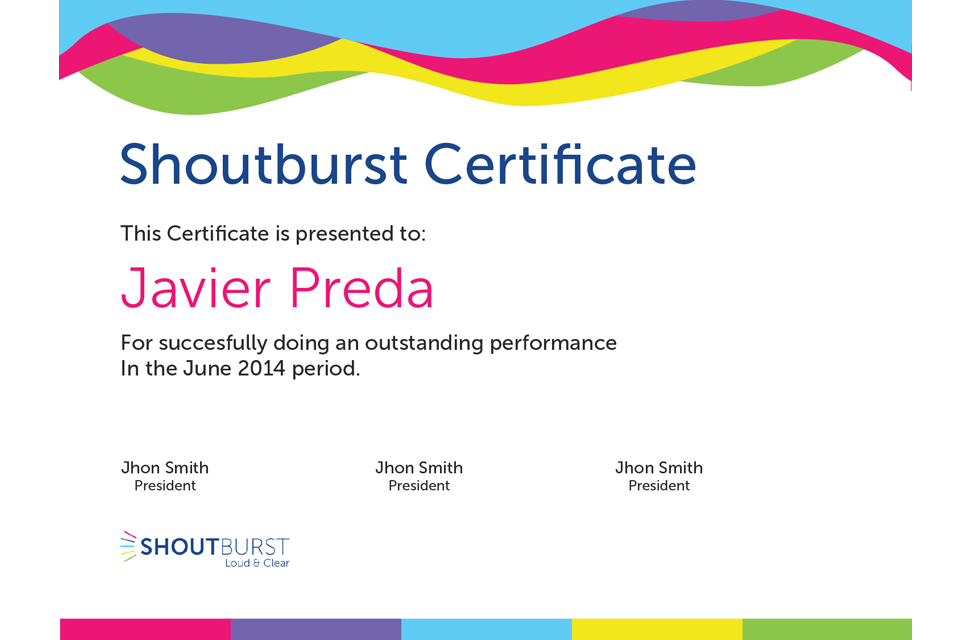 Shoutburst Certificate
This Certificate is presented to:
Javier Preda
For succesfully doing an outstanding performance
In the June 2014 period.
Jhon Smith Jhon Smith Jhon Smith
President President President
SHOUTBURST
Loud & Clear